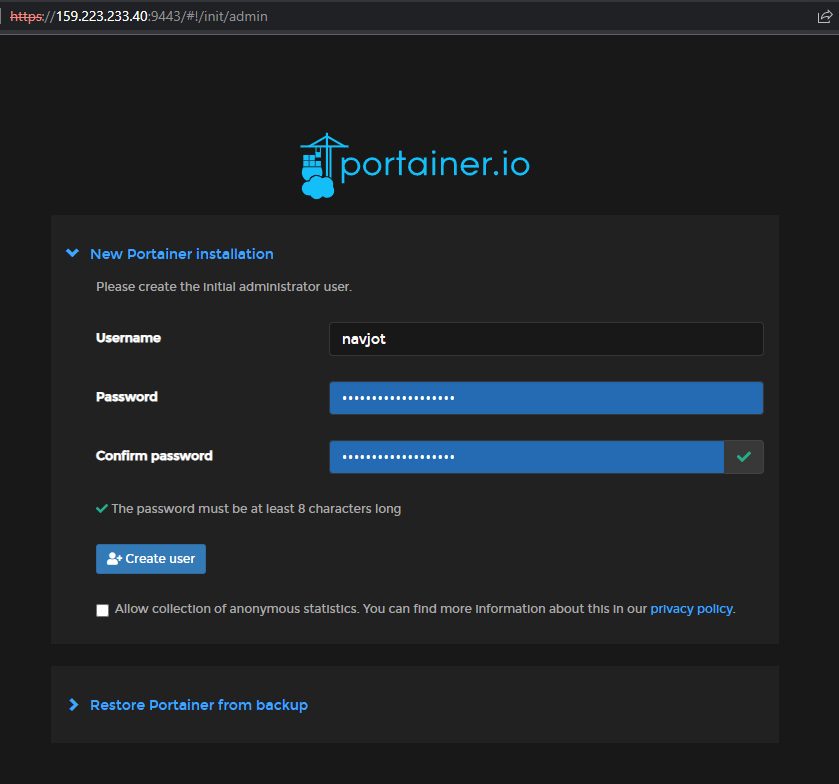 https://159.223.233.40:9443/#!/init/admin
portainer.io
New Portainer installation
Please create the initial administrator user.
Username
navjot
Password
•••••••••••••••••••
Confirm password
•••••••••••••••••••
The password must be at least 8 characters long
Create user
Allow collection of anonymous statistics. You can find more information about this in our privacy policy.
Restore Portainer from backup